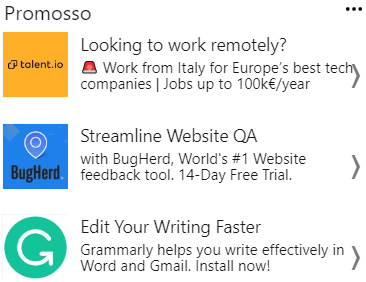 Promosso
talent.io
Looking to work remotely?
🚨 Work from Italy for Europe's best tech
companies | Jobs up to 100k€/year
BugHerd.
Streamline Website QA
with BugHerd, World's #1 Website
feedback tool. 14-Day Free Trial.
Edit Your Writing Faster
Grammarly helps you write effectively in
Word and Gmail. Install now!